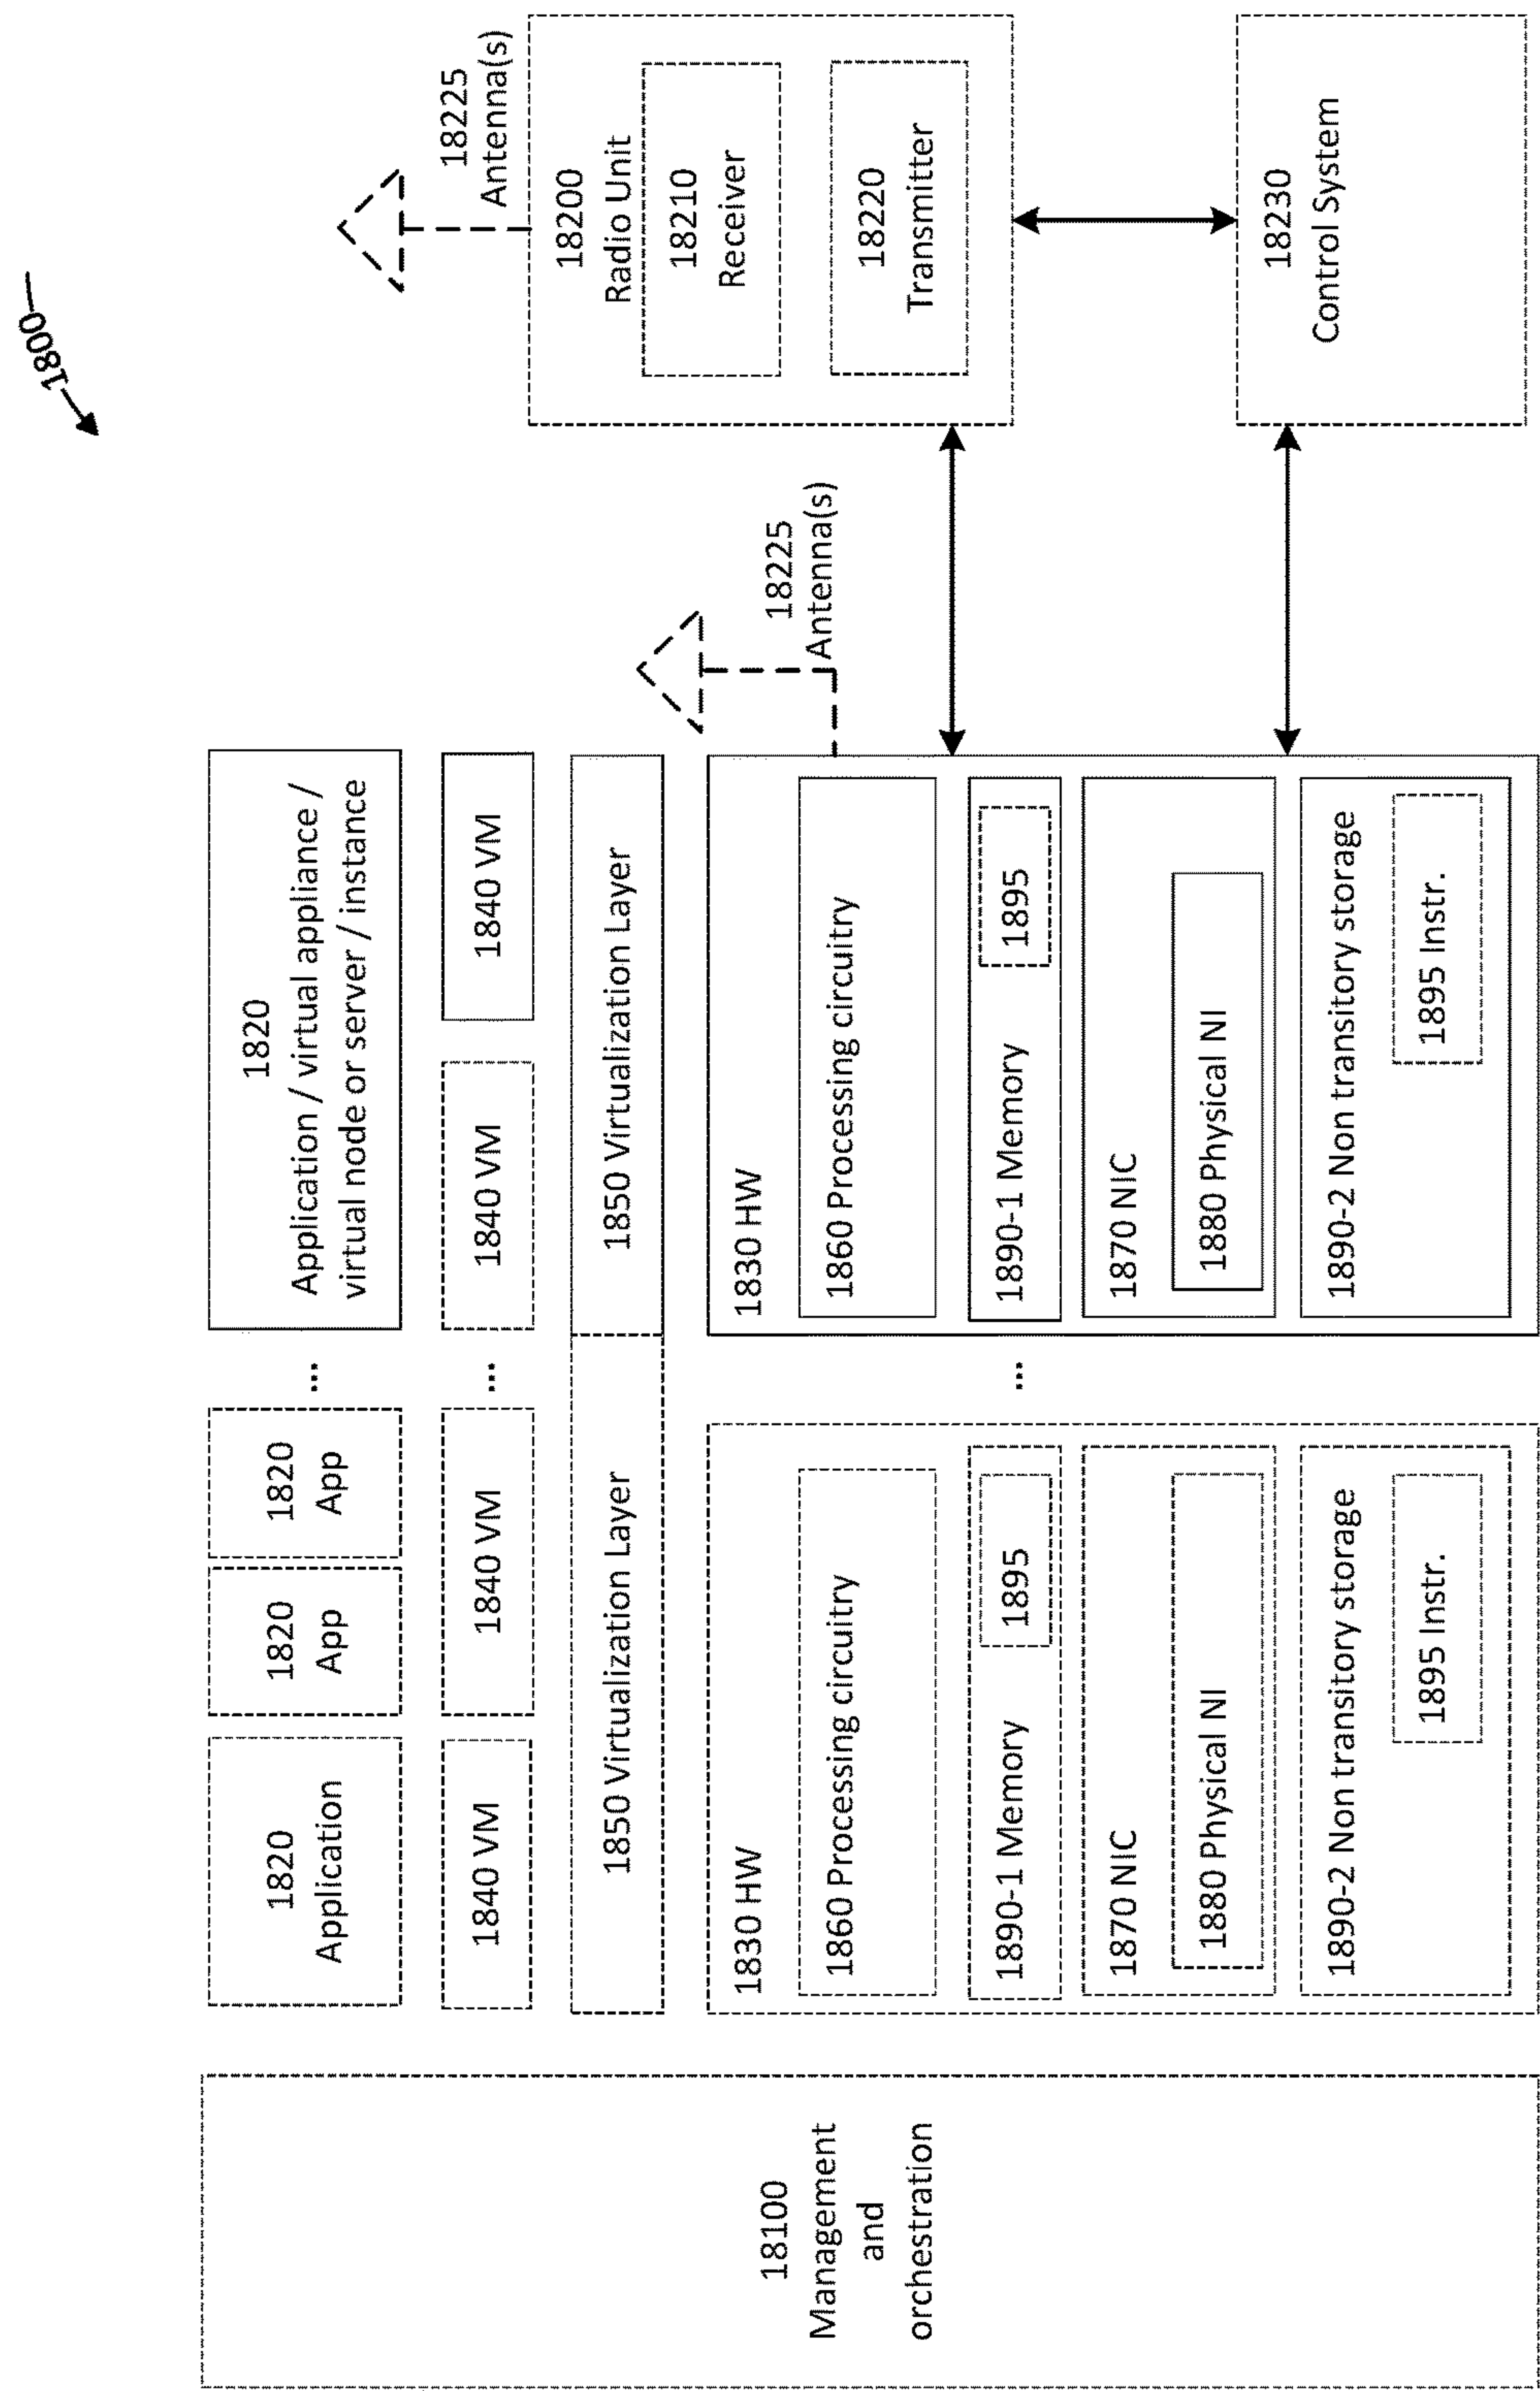 1800
18100
Management
and
orchestration
1820
Application
1820
App
1820
App
...
1820
Application / virtual appliance /
virtual node or server / instance
1840 VM
1840 VM
...
1840 VM
1840 VM
1850 Virtualization Layer
1850 Virtualization Layer
1830 HW
1860 Processing circuitry
1890-1 Memory
1895
1870 NIC
1880 Physical NI
1890-2 Non transitory storage
1895 Instr.
...
1830 HW
1860 Processing circuitry
1890-1 Memory
1895
1870 NIC
1880 Physical NI
1890-2 Non transitory storage
1895 Instr.
18225
Antenna(s)
18225
Antenna(s)
18200
Radio Unit
18210
Receiver
18220
Transmitter
18230
Control System